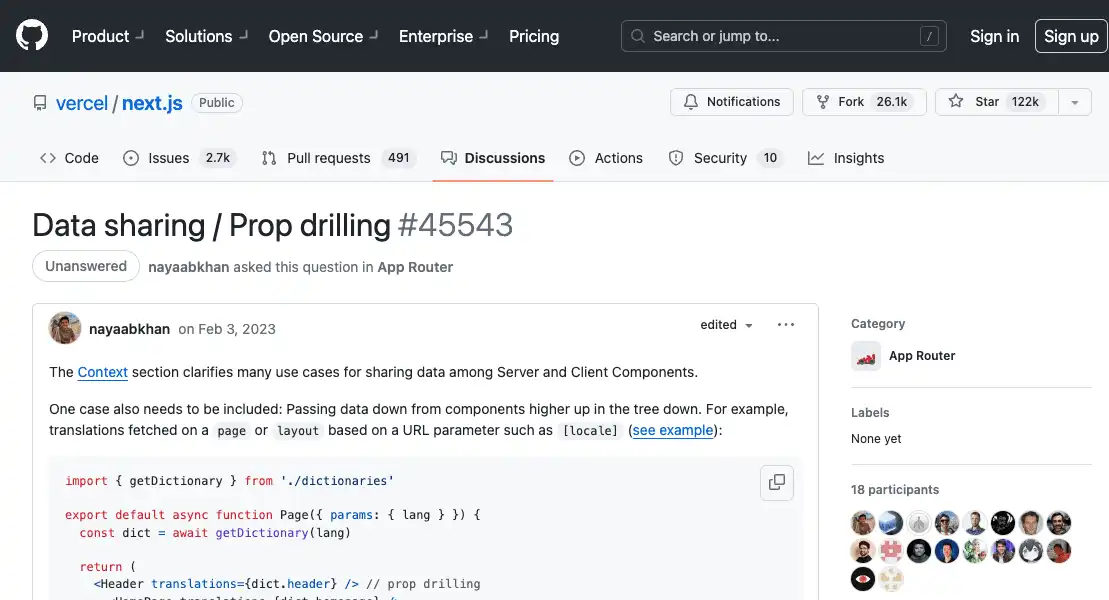 Product Solutions Open Source Enterprise Pricing Search or jump to... / Sign in Sign up
vercel / next.js Public Notifications Fork 26.1k Star 122k
Code Issues 2.7k Pull requests 491 Discussions Actions Security 10 Insights
Data sharing / Prop drilling #45543
Unanswered nayaabkhan asked this question in App Router
nayaabkhan on Feb 3, 2023 edited
The Context section clarifies many use cases for sharing data among Server and Client Components.
One case also needs to be included: Passing data down from components higher up in the tree down. For example,
translations fetched on a page or layout based on a URL parameter such as [locale] (see example):
import { getDictionary } from './dictionaries'
export default async function Page({ params: { lang } }) {
const dict = await getDictionary(lang)
return (
<Header translations={dict.header} /> // prop drilling
Category
App Router
Labels
None yet
18 participants